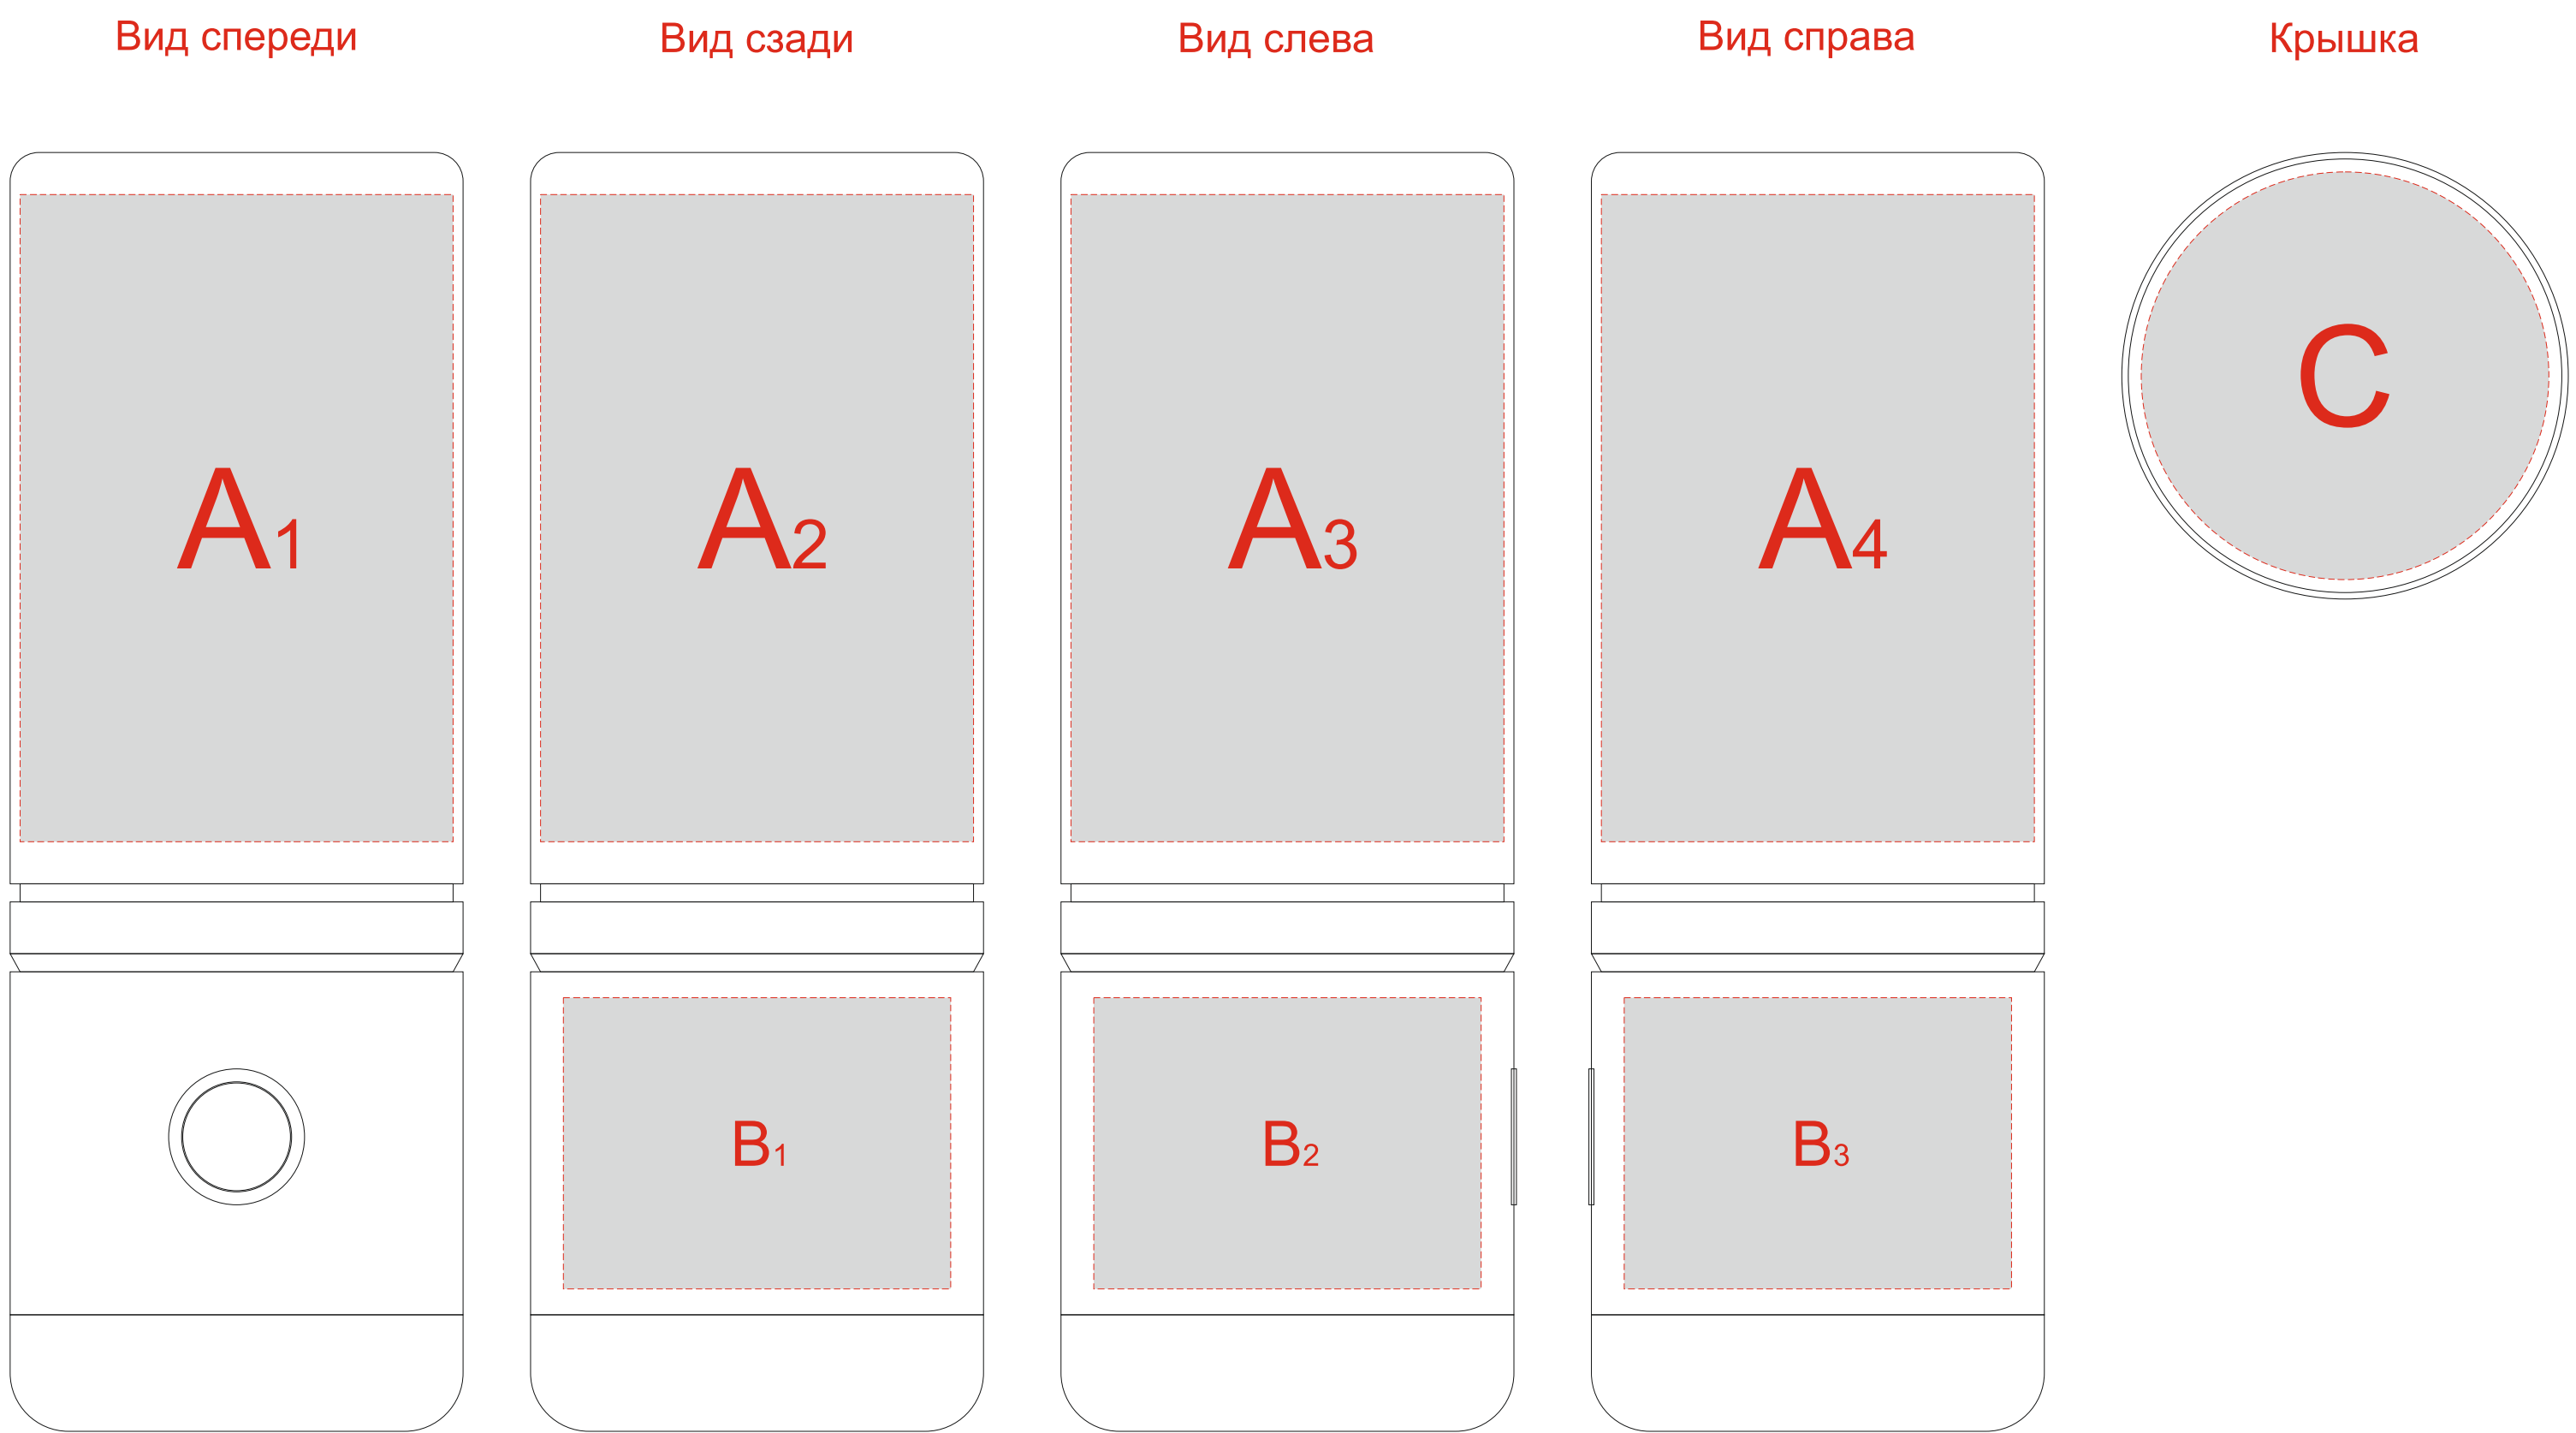 Вид спереди
Вид сзади
Вид слева
Вид справа
Крышка
A1
A2
A3
A4
C
B1
B2
B3